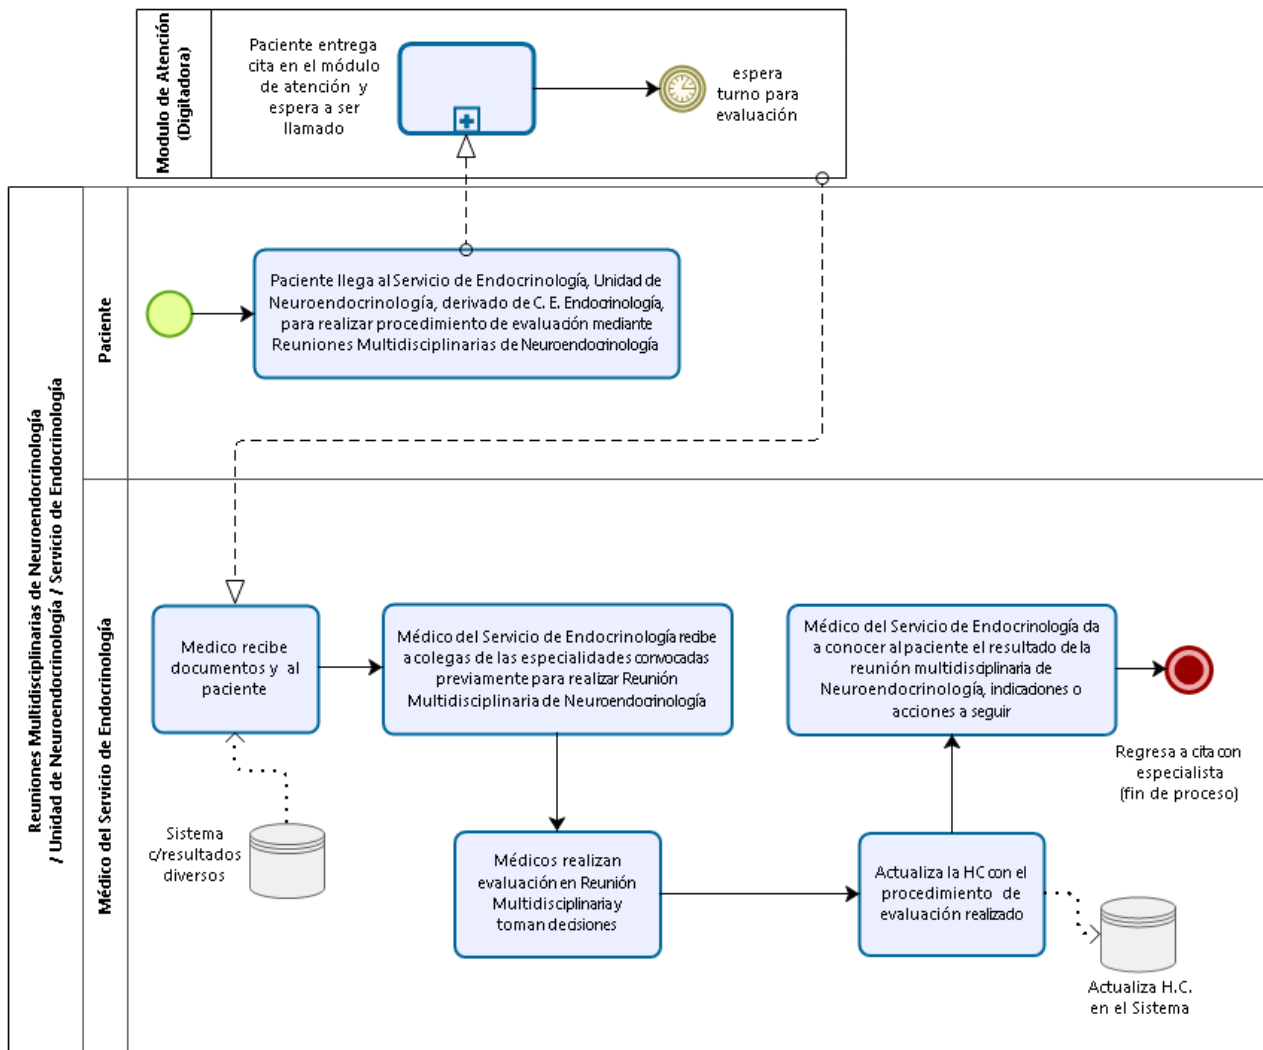 Modulo de Atención
(Digitadora)
Paciente entrega
cita en el módulo
de atención y
espera a ser
llamado
espera
turno para
evaluación
Reuniones Multidisciplinarias de Neuroendocrinología
/ Unidad de Neuroendocrinología / Servicio de Endocrinología
Paciente
Paciente llega al Servicio de Endocrinología, Unidad de
Neuroendocrinología, derivado de C. E. Endocrinología,
para realizar procedimiento de evaluación mediante
Reuniones Multidisciplinarias de Neuroendocrinología
Médico del Servicio de Endocrinología
Medico recibe
documentos y al
paciente
Médico del Servicio de Endocrinología recibe
a colegas de las especialidades convocadas
previamente para realizar Reunión
Multidisciplinaria de Neuroendocrinología
Médico del Servicio de Endocrinología da
a conocer al paciente el resultado de la
reunión multidisciplinaria de
Neuroendocrinología, indicaciones o
acciones a seguir
Regresa a cita con
especialista
(fin de proceso)
Sistema
c/resultados
diversos
Médicos realizan
evaluación en Reunión
Multidisciplinaria y
toman decisiones
Actualiza la HC con el
procedimiento de
evaluación realizado
Actualiza H.C.
en el Sistema